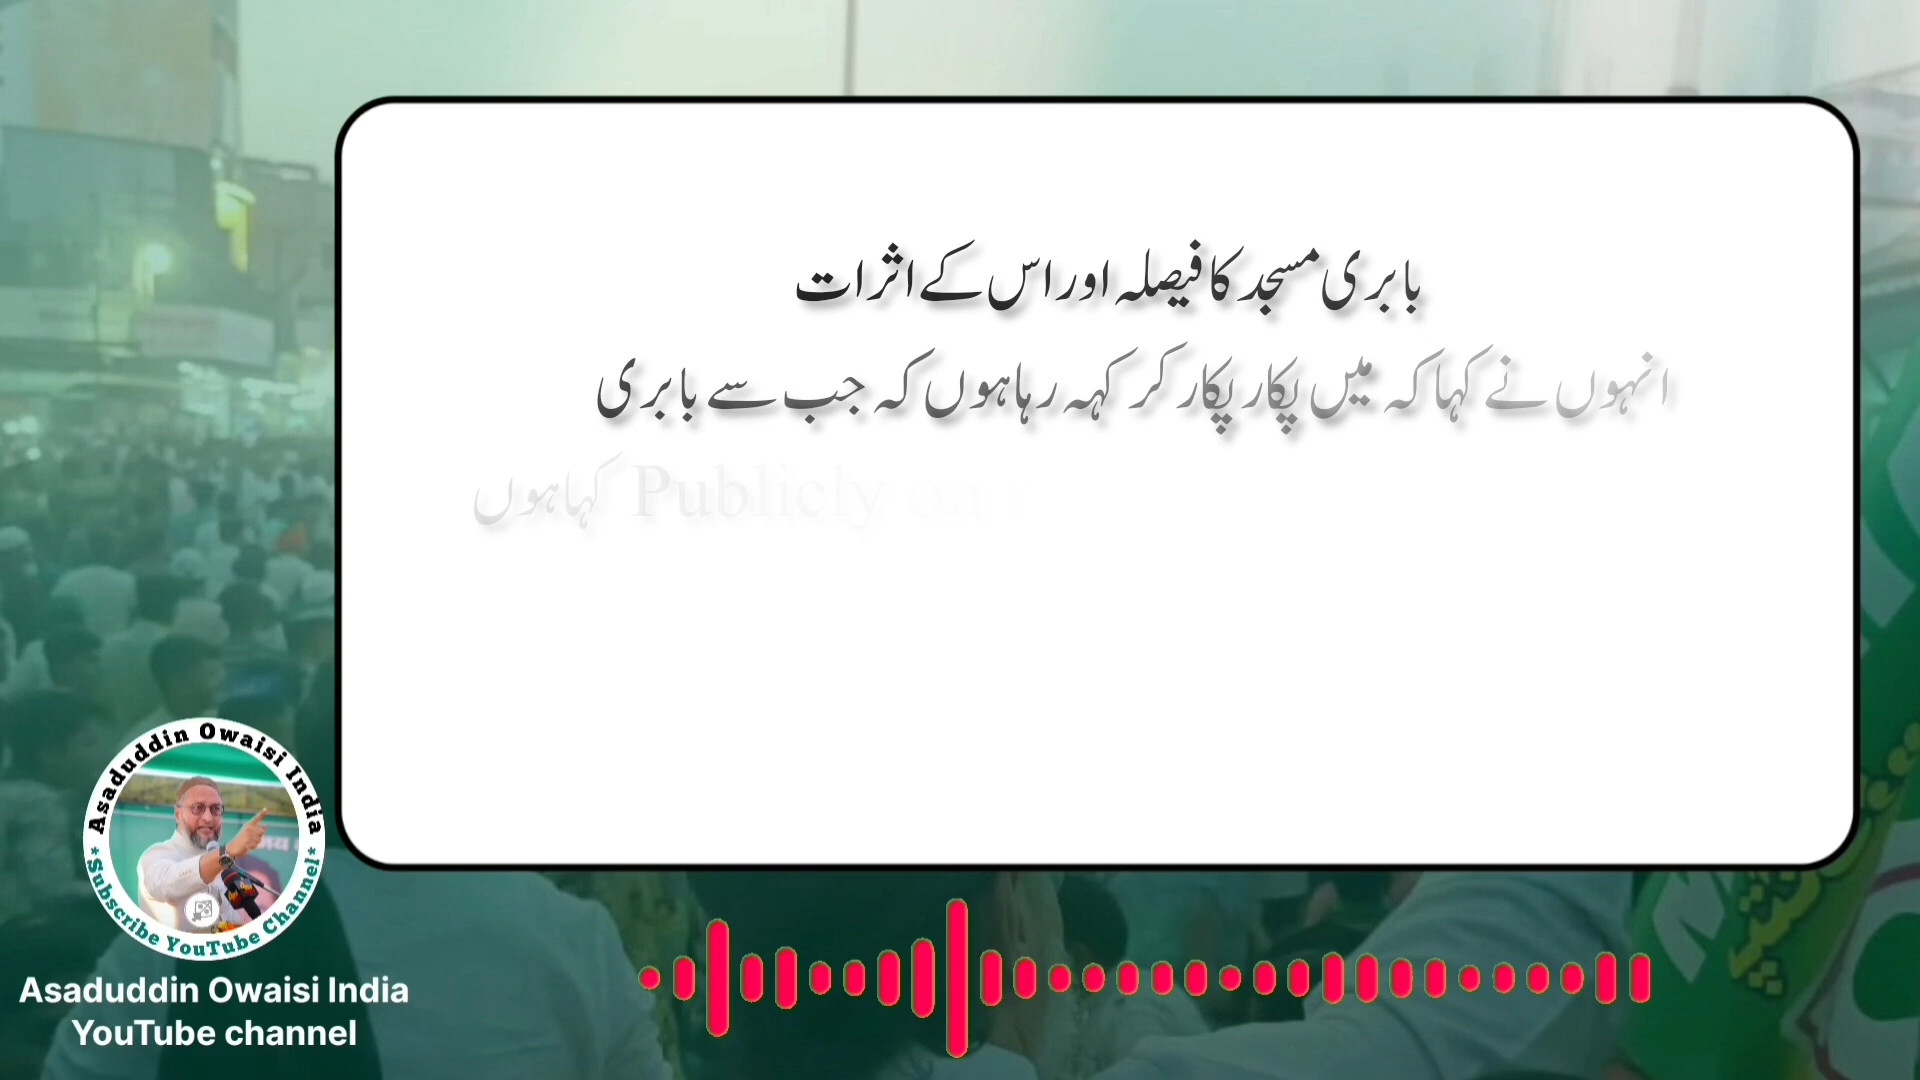 بابری مسجد کا فیصلہ اور اس کے اثرات
انہوں نے کہا کہ میں پکار پکار کر کہہ رہا ہوں کہ جب سے بابری
Publicly on کہا ہوں
Asaduddin Owaisi India
* Subscribe YouTube Channel *
Asaduddin Owaisi India
YouTube channel